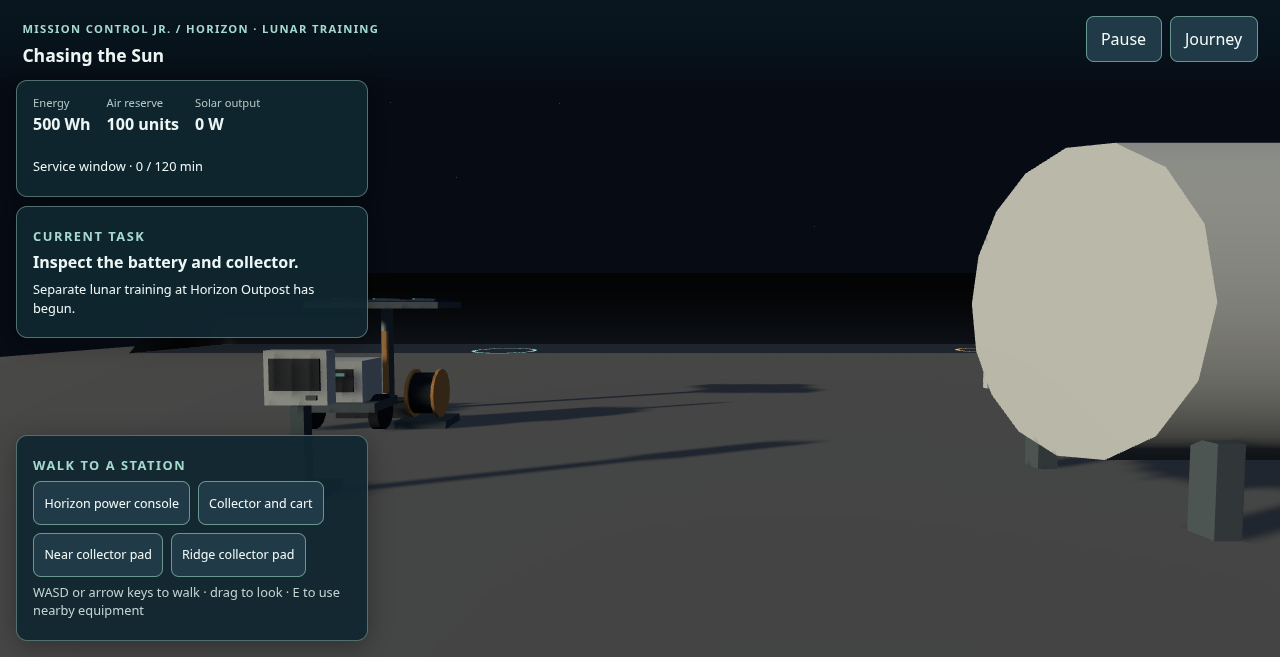 MISSION CONTROL JR. / HORIZON · LUNAR TRAINING
Chasing the Sun
Pause
Journey
Energy
Air reserve
Solar output
500 Wh
100 units
0 W
Service window · 0 / 120 min
CURRENT TASK
Inspect the battery and collector.
Separate lunar training at Horizon Outpost has
begun.
WALK TO A STATION
Horizon power console
Collector and cart
Near collector pad
Ridge collector pad
WASD or arrow keys to walk · drag to look · E to use
nearby equipment